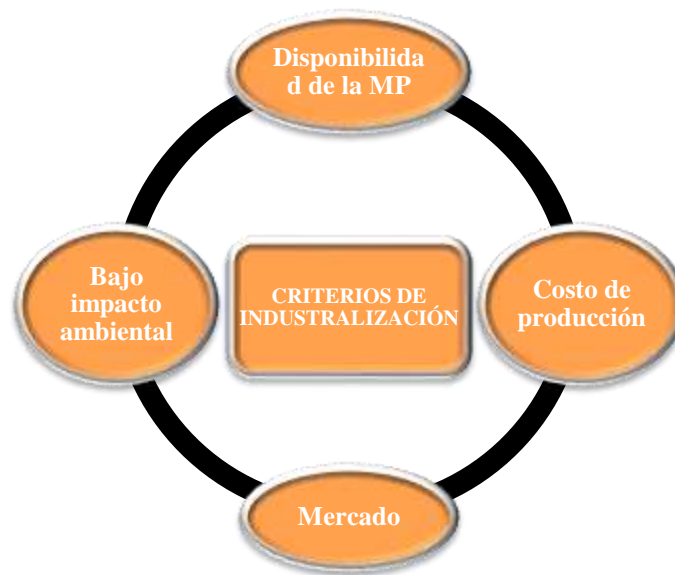 Disponibilida
d de la MP
Bajo
impacto
ambiental
CRITERIOS DE
INDUSTRALIZACIÓN
Costo de
producción
Mercado